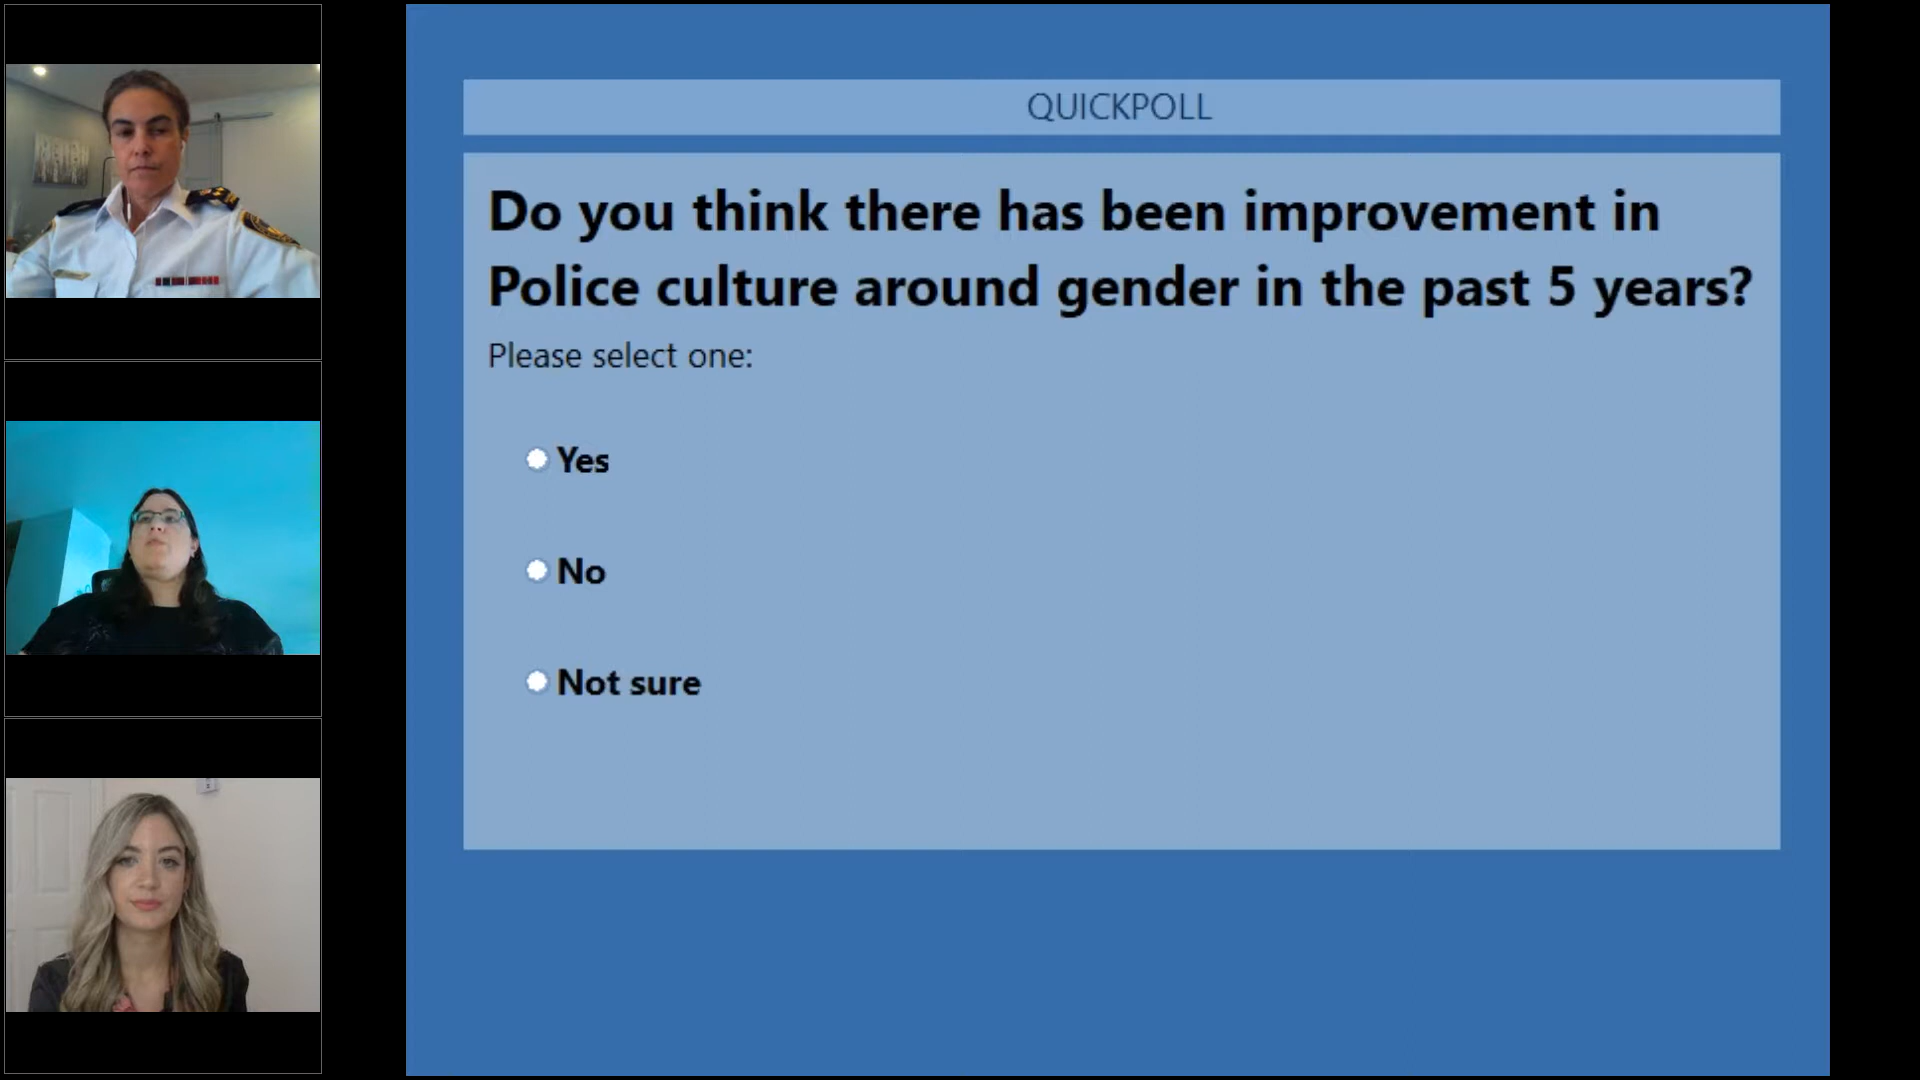 QUICKPOLL
Do you think there has been improvement in
Police culture around gender in the past 5 years?
Please select one:
Yes
No
Not sure